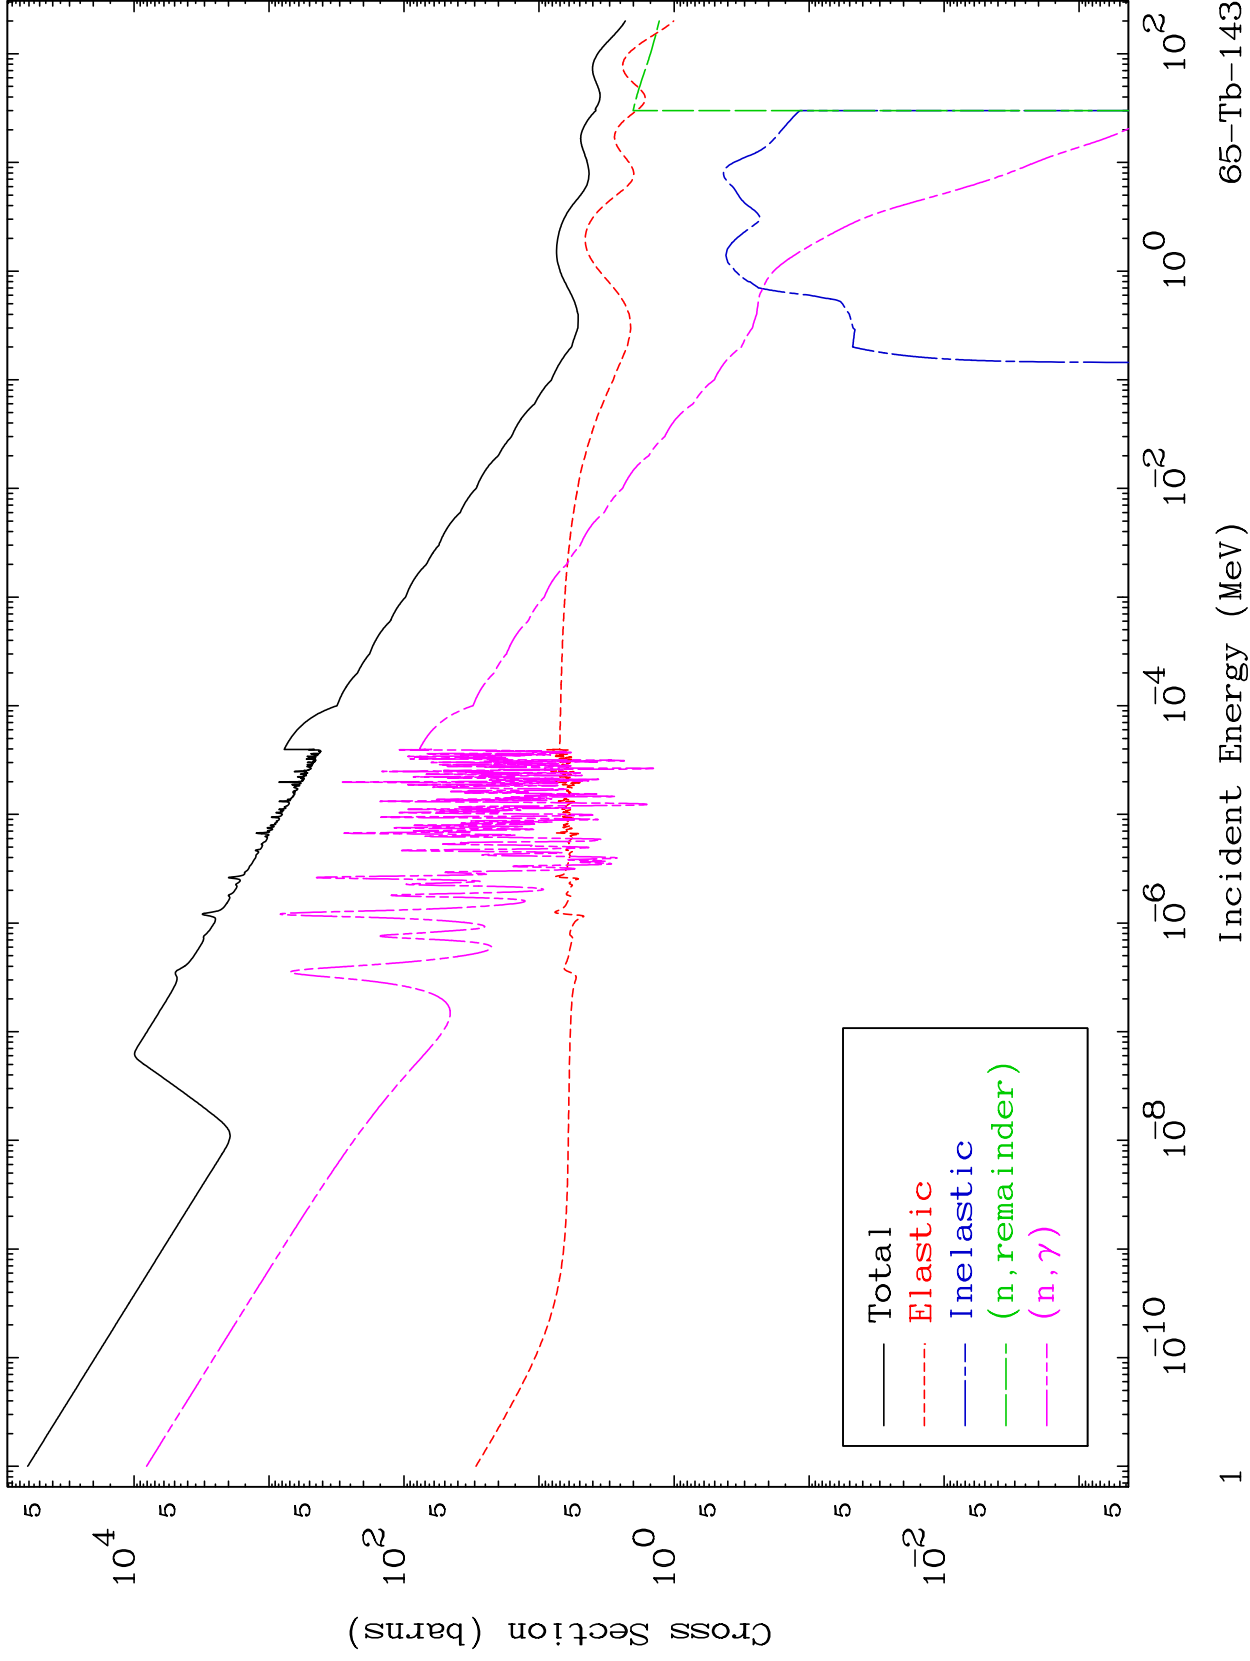 Cross Section (barns)
5
10^4
5
10^2
5
10^0
5
10^-2
5
5
5
Total
Elastic
Inelastic
(n,remainder)
(n,γ)
10^-10
10^-8
10^-6
10^-4
10^-2
10^0
10^2
Incident Energy (MeV)
1
65-Tb-143